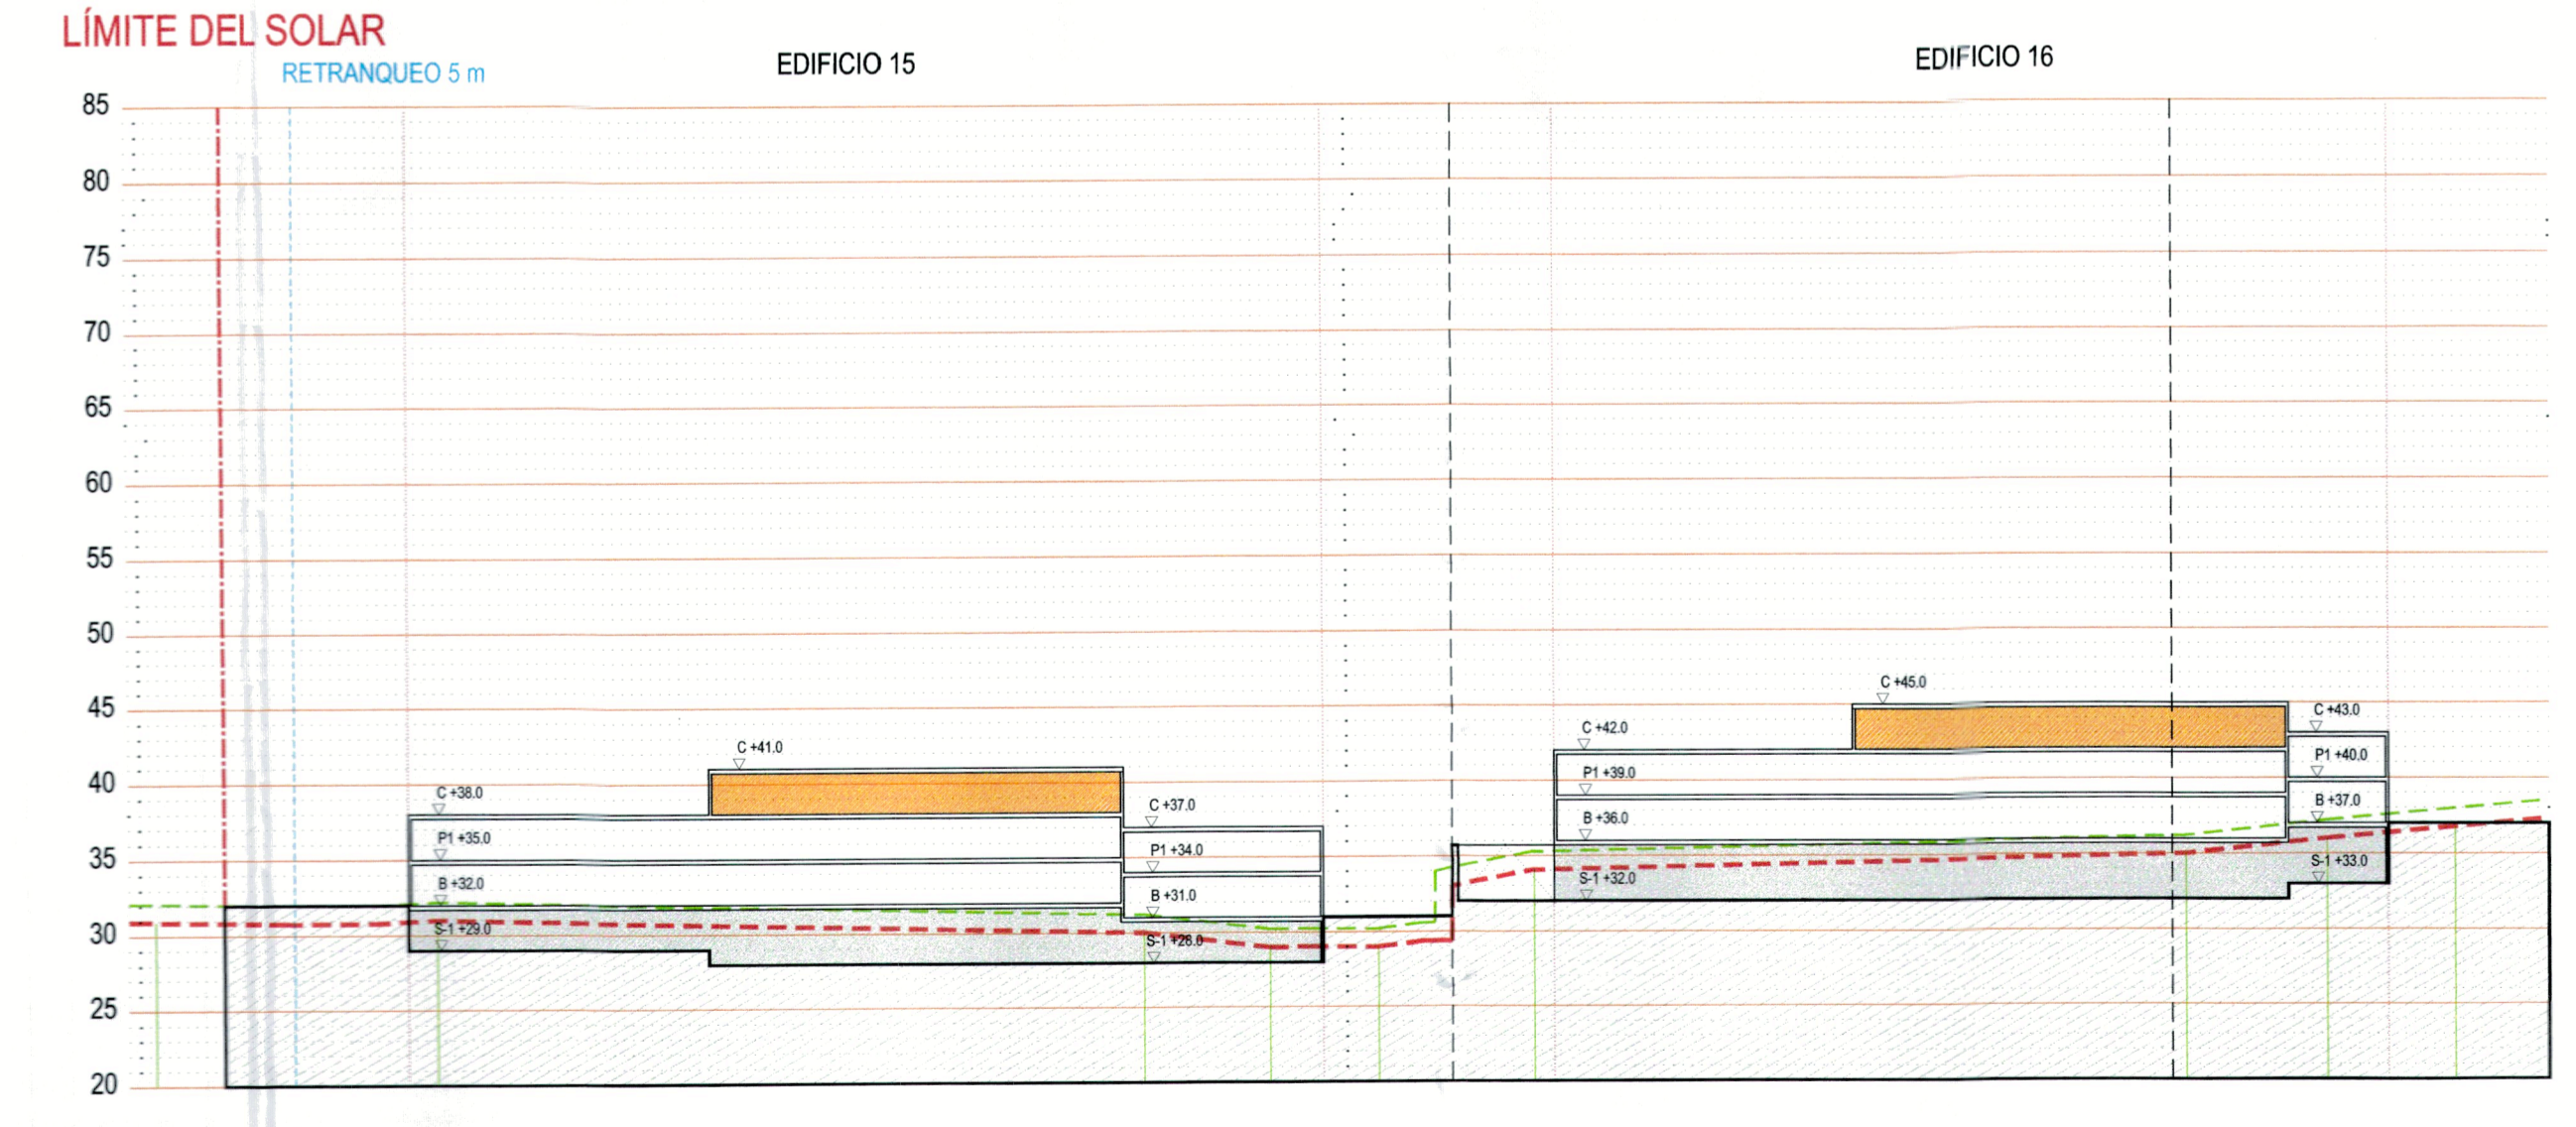 LÍMITE DEL SOLAR
RETRANQUEO 5 m
EDIFICIO 15
EDIFICIO 16
85
80
75
70
65
60
55
50
45
40
35
30
25
20
C +38.0
P1 +35.0
B +32.0
S-1 +29.0
C +41.0
C +37.0
P1 +34.0
B +31.0
S-1 +28.0
C +42.0
P1 +39.0
B +36.0
S-1 +32.0
C +45.0
C +43.0
P1 +40.0
B +37.0
S-1 +33.0